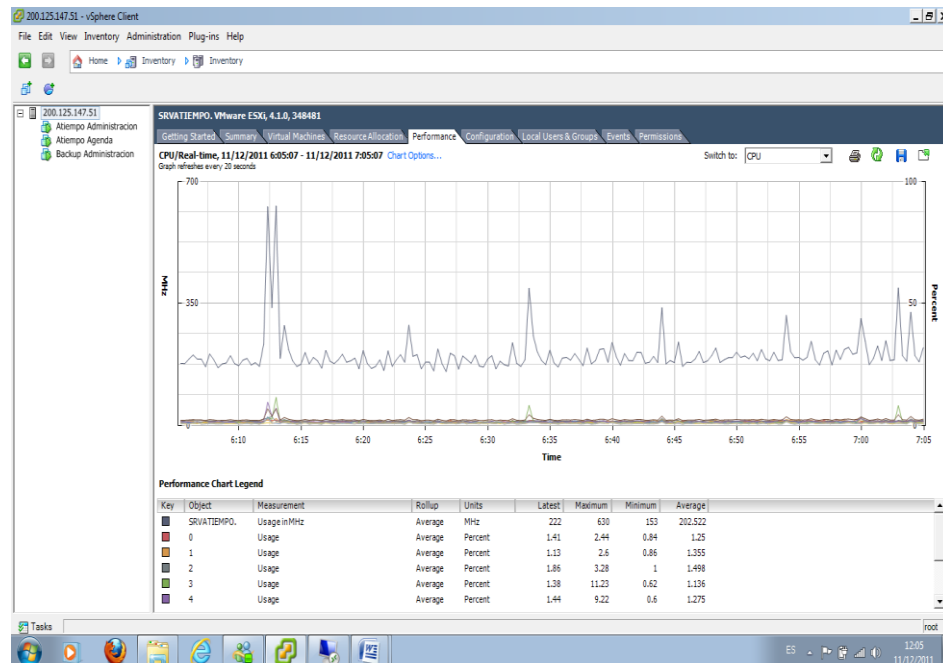 200.125.147.51 - vSphere Client
File Edit View Inventory Administration Plug-ins Help
Home Inventory Inventory
200.125.147.51
Atiempo Administracion
Atiempo Agenda
Backup Administracion
SRVATIEMPO. VMware ESXi, 4.1.0, 348481
Getting Started Summary Virtual Machines Resource Allocation Performance Configuration Local Users & Groups Events Permissions
CPU/Real-time, 11/12/2011 6:05:07 - 11/12/2011 7:05:07 Chart Options...
Graph refreshes every 20 seconds
Switch to: CPU
700 100
MHz
350 50
Percent
0 0
6:10 6:15 6:20 6:25 6:30 6:35 6:40 6:45 6:50 6:55 7:00 7:05
Time
Performance Chart Legend
Key Object Measurement Rollup Units Latest Maximum Minimum Average
SRVATIEMPO. Usage in MHz Average MHz 222 630 153 202.522
0 Usage Average Percent 1.41 2.44 0.84 1.25
1 Usage Average Percent 1.13 2.6 0.86 1.355
2 Usage Average Percent 1.86 3.28 1 1.498
3 Usage Average Percent 1.38 11.23 0.62 1.136
4 Usage Average Percent 1.44 9.22 0.6 1.275
Tasks root
ES 12:05
11/12/2011